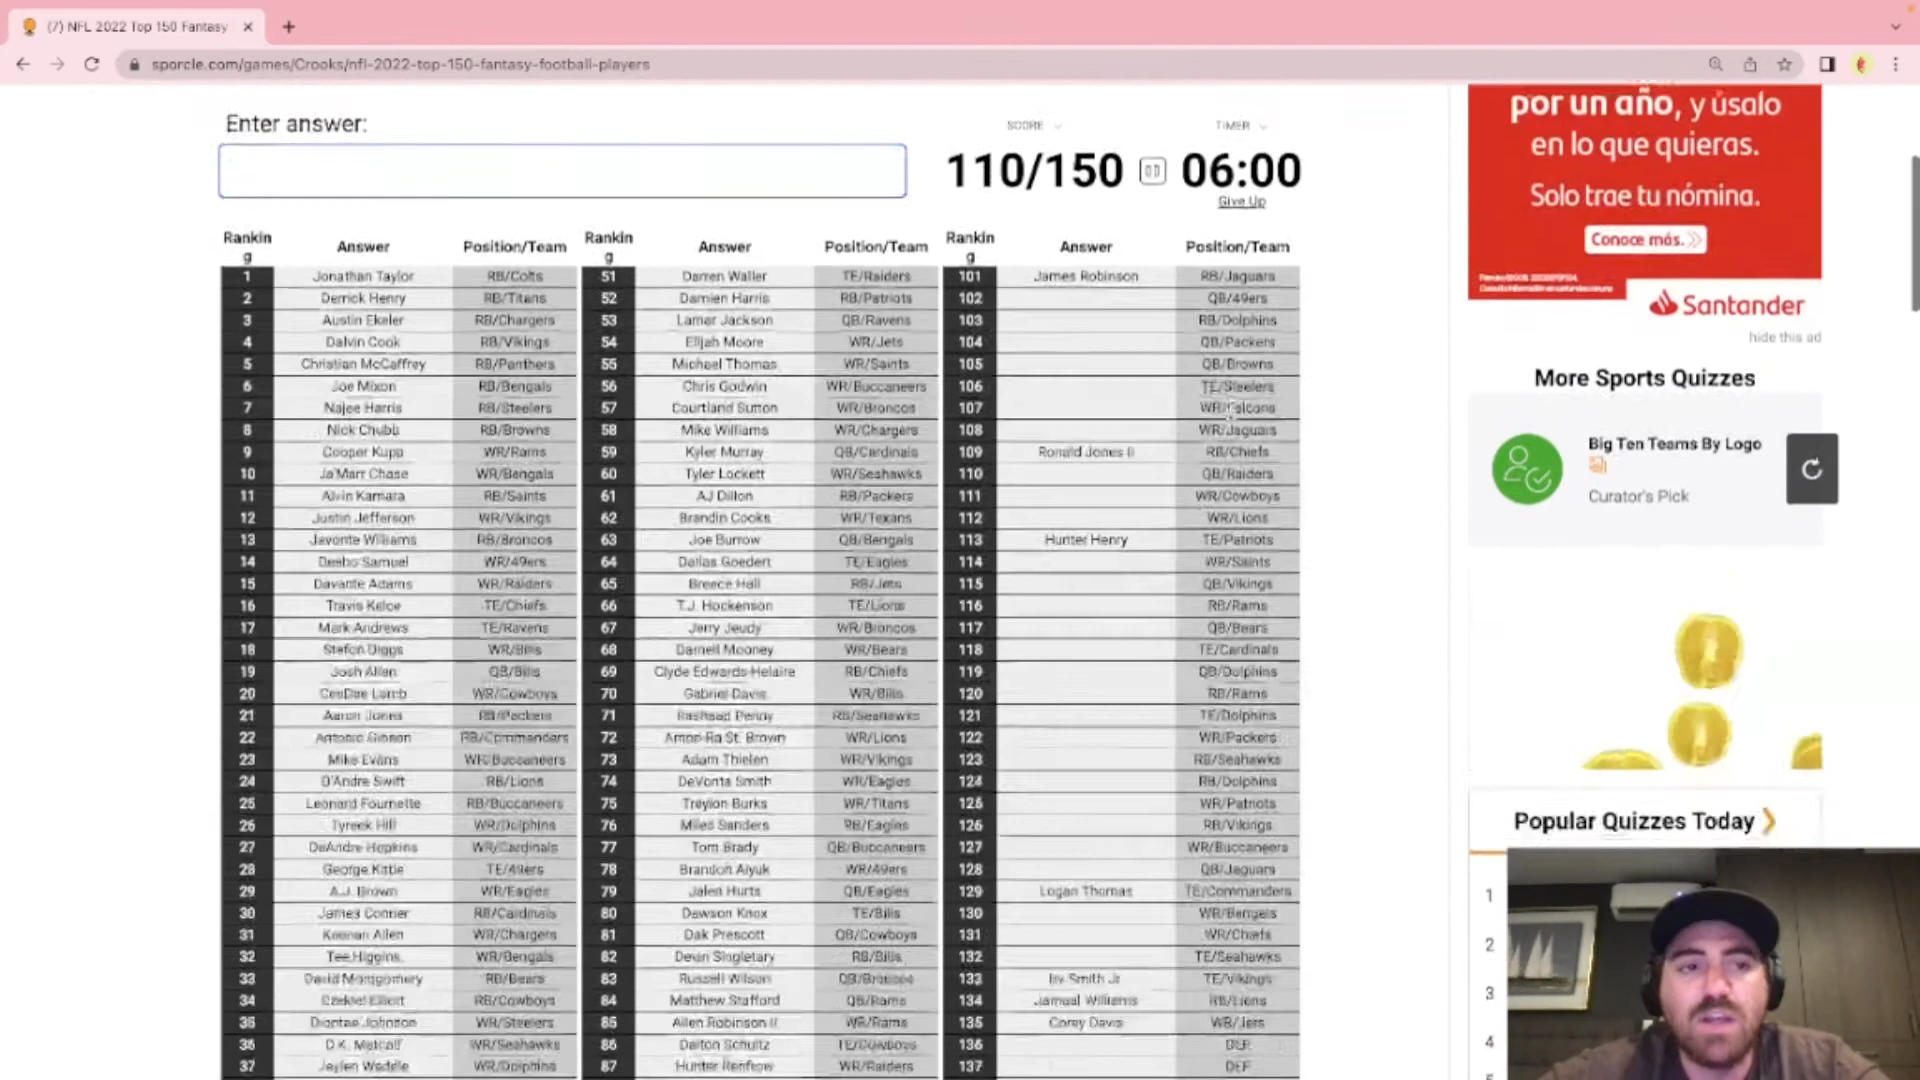 (7) NFL 2022 Top 150 Fantasy
sporcle.com/games/Crooks/nfl-2022-top-150-fantasy-football-players
Enter answer:
SCORE
TIMER
110/150
06:00
Give Up
Rankin g Answer Position/Team Rankin g Answer Position/Team Rankin g Answer Position/Team
1 Jonathan Taylor RB/Colts 51 Darren Waller TE/Raiders 101 James Robinson RB/Jaguars
2 Derrick Henry RB/Titans 52 Damien Harris RB/Patriots 102 QB/49ers
3 Austin Ekeler RB/Chargers 53 Lamar Jackson QB/Ravens 103 RB/Dolphins
4 Dalvin Cook RB/Vikings 54 Elijah Moore WR/Jets 104 QB/Packers
5 Christian McCaffrey RB/Panthers 55 Michael Thomas WR/Saints 105 QB/Browns
6 Joe Mixon RB/Bengals 56 Chris Godwin WR/Buccaneers 106 TE/Steelers
7 Najee Harris RB/Steelers 57 Courtland Sutton WR/Broncos 107 WR/Falcons
8 Nick Chubb RB/Browns 58 Mike Williams WR/Chargers 108 WR/Jaguars
9 Cooper Kupp WR/Rams 59 Kyler Murray QB/Cardinals 109 Ronald Jones II RB/Chiefs
10 Ja'Marr Chase WR/Bengals 60 Tyler Lockett WR/Seahawks 110 QB/Raiders
11 Alvin Kamara RB/Saints 61 AJ Dillon RB/Packers 111 WR/Cowboys
12 Justin Jefferson WR/Vikings 62 Brandin Cooks WR/Texans 112 WR/Lions
13 Javonte Williams RB/Broncos 63 Joe Burrow QB/Bengals 113 Hunter Henry TE/Patriots
14 Deebo Samuel WR/49ers 64 Dallas Goedert TE/Eagles 114 WR/Saints
15 Davante Adams WR/Raiders 65 Breece Hall RB/Jets 115 QB/Vikings
16 Travis Kelce TE/Chiefs 66 T.J. Hockenson TE/Lions 116 RB/Rams
17 Mark Andrews TE/Ravens 67 Jerry Jeudy WR/Broncos 117 QB/Bears
18 Stefon Diggs WR/Bills 68 Darnell Mooney WR/Bears 118 TE/Cardinals
19 Josh Allen QB/Bills 69 Clyde Edwards-Helaire RB/Chiefs 119 QB/Dolphins
20 CeeDee Lamb WR/Cowboys 70 Gabriel Davis WR/Bills 120 RB/Rams
21 Aaron Jones RB/Packers 71 Rashaad Penny RB/Seahawks 121 TE/Dolphins
22 Antonio Gibson RB/Commanders 72 Amon-Ra St. Brown WR/Lions 122 WR/Packers
23 Mike Evans WR/Buccaneers 73 Adam Thielen WR/Vikings 123 RB/Seahawks
24 D'Andre Swift RB/Lions 74 DeVonta Smith WR/Eagles 124 RB/Dolphins
25 Leonard Fournette RB/Buccaneers 75 Treylon Burks WR/Titans 125 WR/Patriots
26 Tyreek Hill WR/Dolphins 76 Miles Sanders RB/Eagles 126 RB/Vikings
27 DeAndre Hopkins WR/Cardinals 77 Tom Brady QB/Buccaneers 127 WR/Buccaneers
28 George Kittle TE/49ers 78 Brandon Aiyuk WR/49ers 128 QB/Jaguars
29 A.J. Brown WR/Eagles 79 Jalen Hurts QB/Eagles 129 Logan Thomas TE/Commanders
30 James Conner RB/Cardinals 80 Dawson Knox TE/Bills 130 WR/Bengals
31 Keenan Allen WR/Chargers 81 Dak Prescott QB/Cowboys 131 WR/Chiefs
32 Tee Higgins WR/Bengals 82 Devin Singletary RB/Bills 132 TE/Seahawks
33 David Montgomery RB/Bears 83 Russell Wilson QB/Broncos 133 Irv Smith Jr TE/Vikings
34 Ezekiel Elliott RB/Cowboys 84 Matthew Stafford QB/Rams 134 Jamaal Williams RB/Lions
35 Diontae Johnson WR/Steelers 85 Allen Robinson II WR/Rams 135 Corey Davis WR/Jets
36 D.K. Metcalf WR/Seahawks 86 Dalton Schultz TE/Cowboys 136 DEF
37 Jaylen Waddle WR/Dolphins 87 Hunter Renfrow WR/Raiders 137 DEF
por un año, y úsalo
en lo que quieras.
Solo trae tu nómina.
Conoce más.
Santander
hide this ad
More Sports Quizzes
Big Ten Teams By Logo
Curator's Pick
Popular Quizzes Today
1
2
3
4